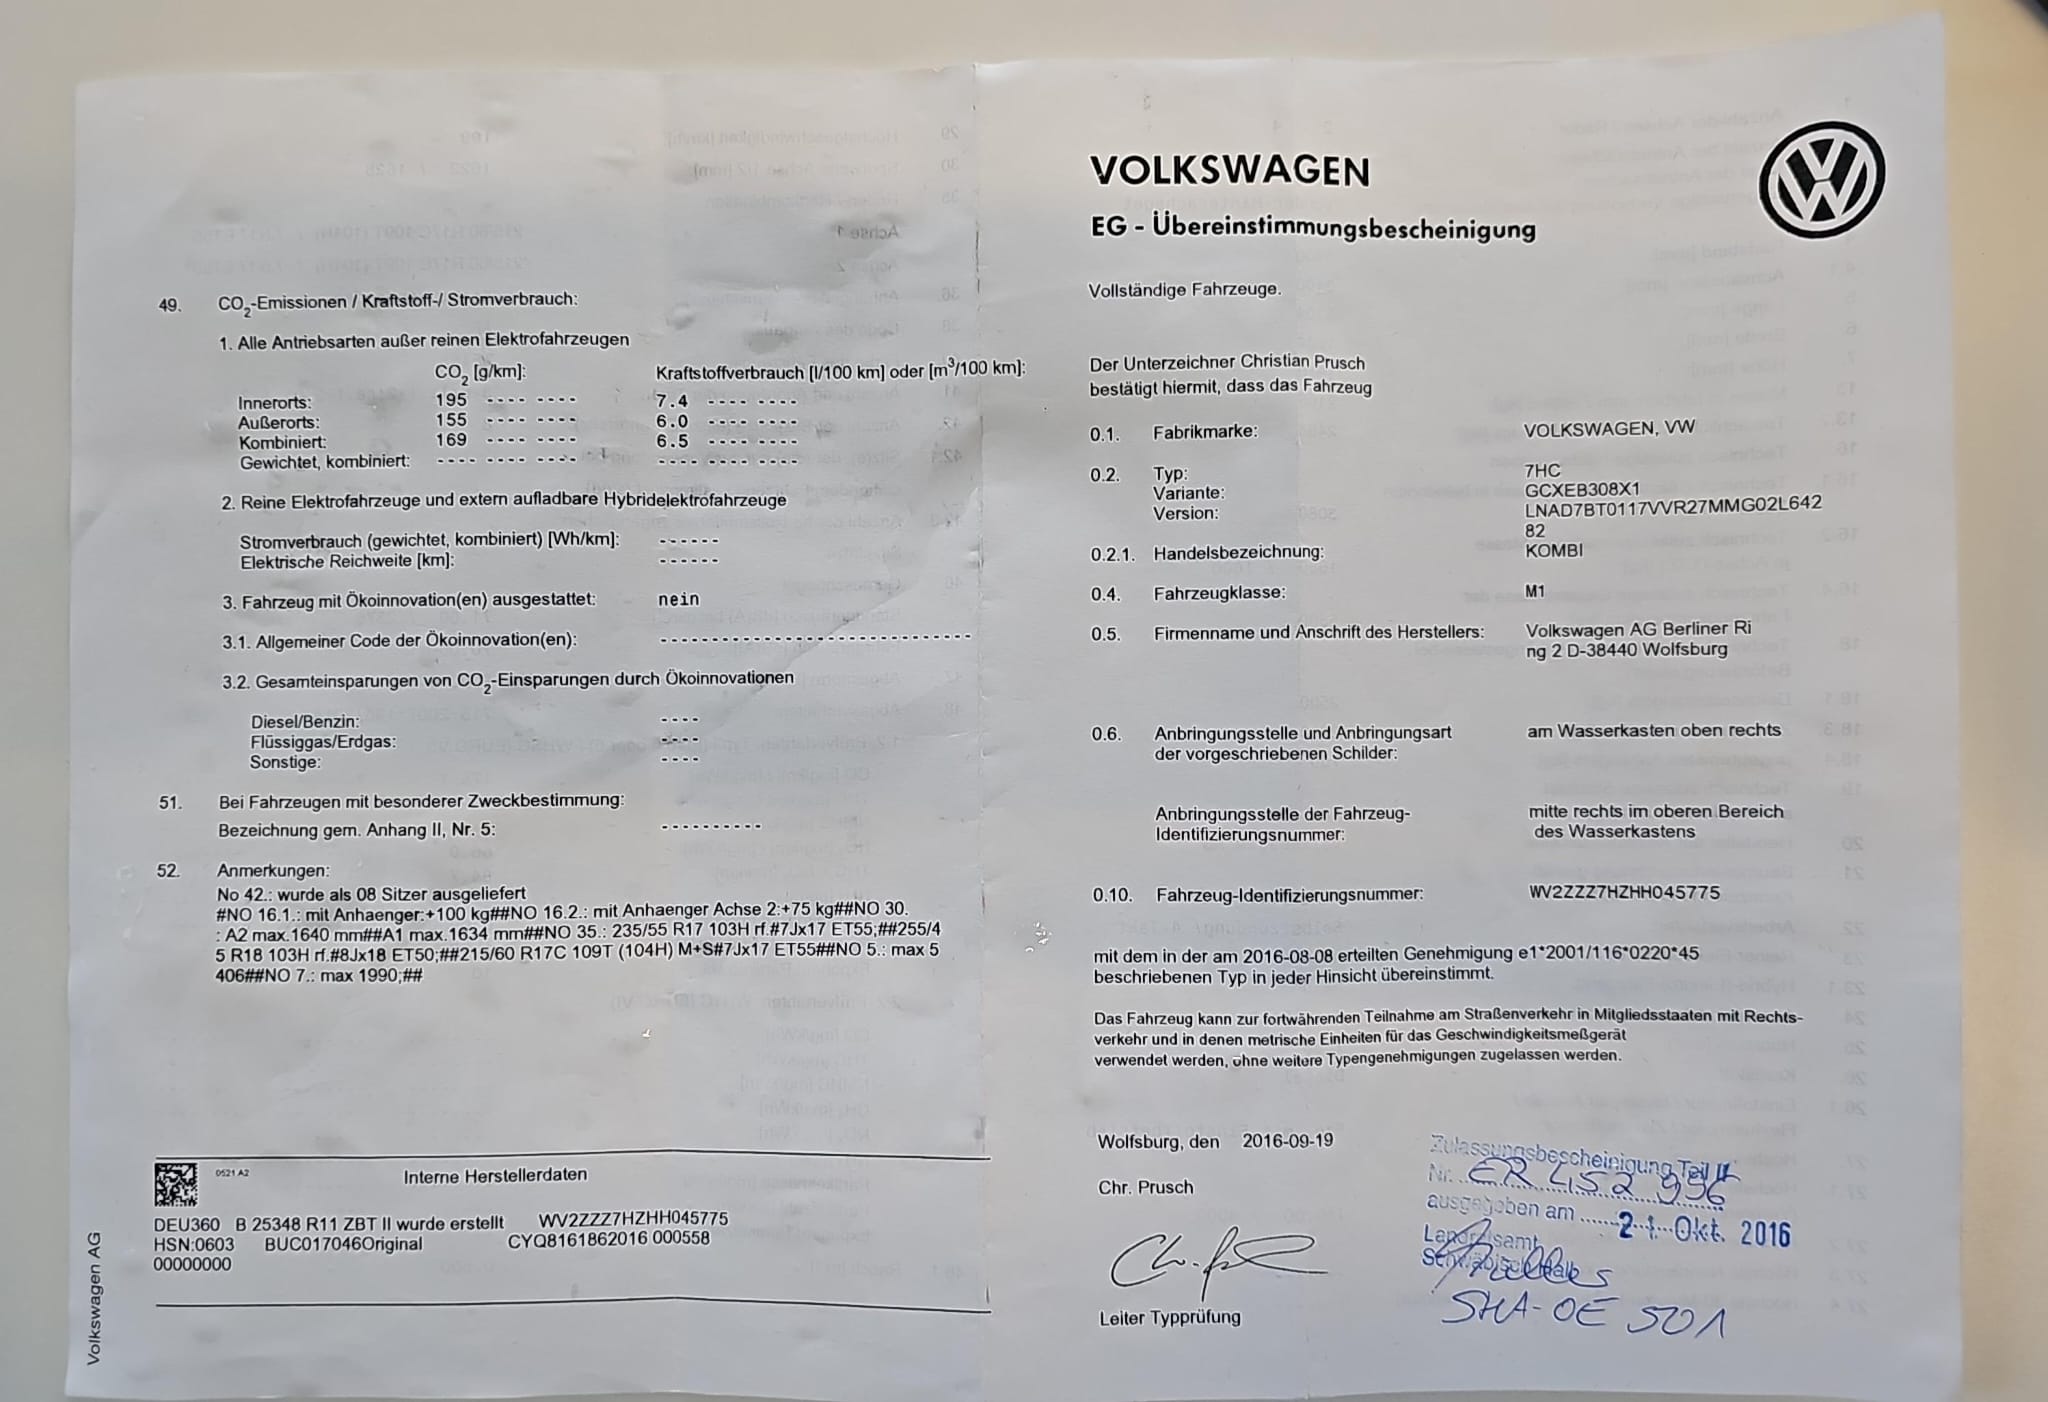 49. CO2-Emissionen / Kraftstoff-/ Stromverbrauch:
1. Alle Antriebsarten außer reinen Elektrofahrzeugen
CO2 [g/km]: Kraftstoffverbrauch [l/100 km] oder [m³/100 km]:
Innerorts: 195 ---- ---- 7.4 ---- ----
Außerorts: 155 ---- ---- 6.0 ---- ----
Kombiniert: 169 ---- ---- 6.5 ---- ----
Gewichtet, kombiniert: ---- ---- ---- ---- ---- ----
2. Reine Elektrofahrzeuge und extern aufladbare Hybridelektrofahrzeuge
Stromverbrauch (gewichtet, kombiniert) [Wh/km]: ------
Elektrische Reichweite [km]: ------
3. Fahrzeug mit Ökoinnovation(en) ausgestattet: nein
3.1. Allgemeiner Code der Ökoinnovation(en): ------------------------------
3.2. Gesamteinsparungen von CO2-Einsparungen durch Ökoinnovationen
Diesel/Benzin: ----
Flüssiggas/Erdgas: ----
Sonstige: ----
51. Bei Fahrzeugen mit besonderer Zweckbestimmung:
Bezeichnung gem. Anhang II, Nr. 5: ----------
52. Anmerkungen:
No 42.: wurde als 08 Sitzer ausgeliefert
#NO 16.1.: mit Anhaenger:+100 kg##NO 16.2.: mit Anhaenger Achse 2:+75 kg##NO 30.
: A2 max.1640 mm##A1 max.1634 mm##NO 35.: 235/55 R17 103H rf.#7Jx17 ET55;##255/4
5 R18 103H rf.#8Jx18 ET50;##215/60 R17C 109T (104H) M+S#7Jx17 ET55##NO 5.: max 5
406##NO 7.: max 1990;##
0521 A2 Interne Herstellerdaten
DEU360 B 25348 R11 ZBT II wurde erstellt WV2ZZZ7HZHH045775
HSN:0603 BUC017046Original CYQ8161862016 000558
00000000
Volkswagen AG
VOLKSWAGEN
EG - Übereinstimmungsbescheinigung
Vollständige Fahrzeuge.
Der Unterzeichner Christian Prusch
bestätigt hiermit, dass das Fahrzeug
0.1. Fabrikmarke: VOLKSWAGEN, VW
0.2. Typ: 7HC
Variante: GCXEB308X1
Version: LNAD7BT0117VVR27MMG02L642
82
0.2.1. Handelsbezeichnung: KOMBI
0.4. Fahrzeugklasse: M1
0.5. Firmenname und Anschrift des Herstellers: Volkswagen AG Berliner Ri
ng 2 D-38440 Wolfsburg
0.6. Anbringungsstelle und Anbringungsart am Wasserkasten oben rechts
der vorgeschriebenen Schilder:
Anbringungsstelle der Fahrzeug- mitte rechts im oberen Bereich
Identifizierungsnummer: des Wasserkastens
0.10. Fahrzeug-Identifizierungsnummer: WV2ZZZ7HZHH045775
mit dem in der am 2016-08-08 erteilten Genehmigung e1*2001/116*0220*45
beschriebenen Typ in jeder Hinsicht übereinstimmt.
Das Fahrzeug kann zur fortwährenden Teilnahme am Straßenverkehr in Mitgliedsstaaten mit Rechts-
verkehr und in denen metrische Einheiten für das Geschwindigkeitsmeßgerät
verwendet werden, ohne weitere Typengenehmigungen zugelassen werden.
Wolfsburg, den 2016-09-19
Chr. Prusch
Leiter Typprüfung
Zulassungsbescheinigung Teil II
Nr. ER 452 996
ausgegeben am 21. Okt. 2016
Landratsamt
Schwäbisch Hall
SHA-OE 501